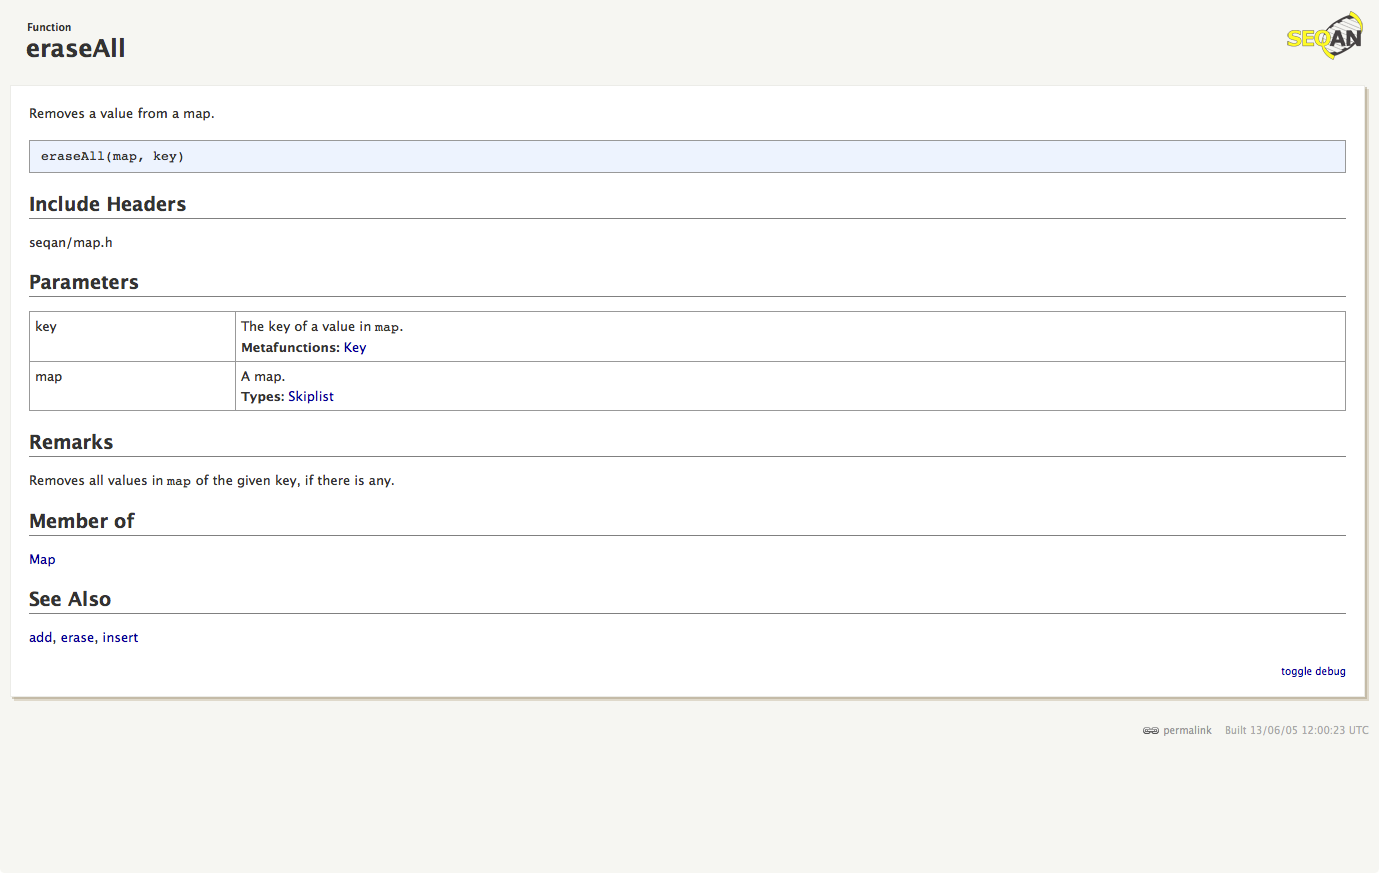 Function
eraseAll
SEQAN
Removes a value from a map.
eraseAll(map, key)
Include Headers
seqan/map.h
Parameters
key
The key of a value in map.
Metafunctions: Key
map
A map.
Types: Skiplist
Remarks
Removes all values in map of the given key, if there is any.
Member of
Map
See Also
add, erase, insert
toggle debug
permalink Built 13/06/05 12:00:23 UTC